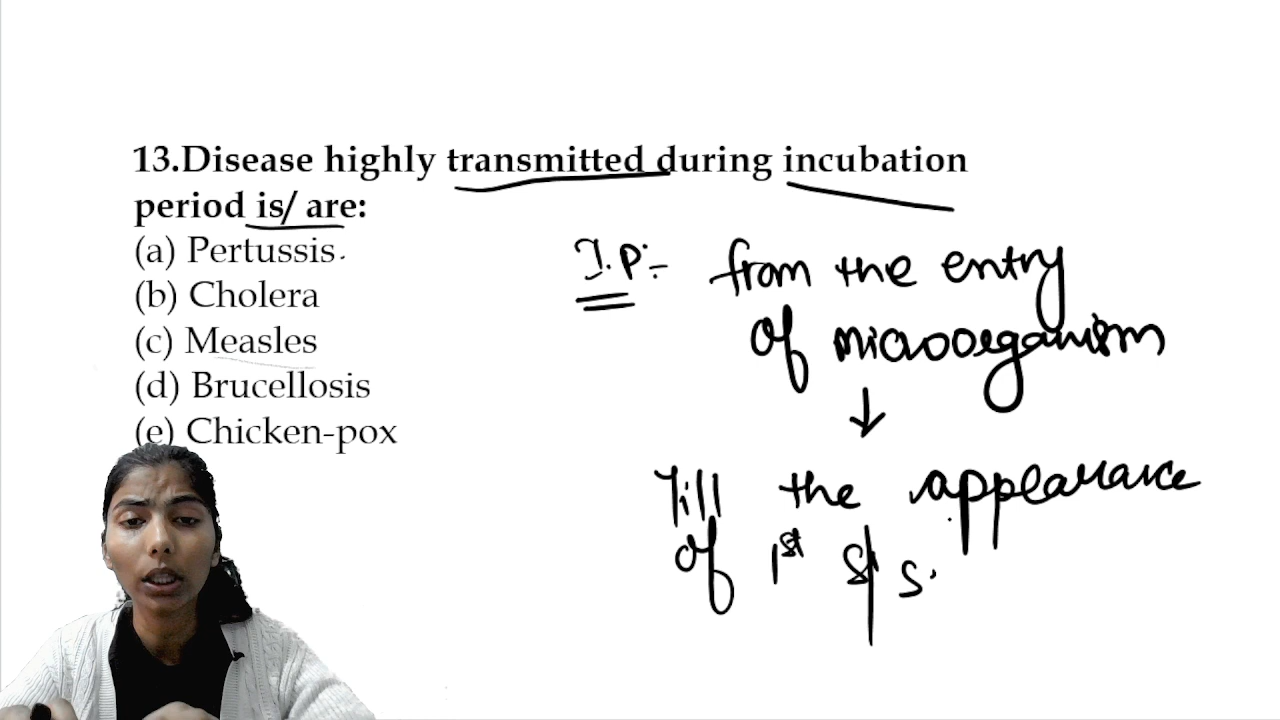 13.Disease highly transmitted during incubation
period is/ are:
(a) Pertussis
(b) Cholera
(c) Measles
(d) Brucellosis
(e) Chicken-pox
I.P:- from the entry
of microorganism
↓
Till the appearance
of 1st s/s.